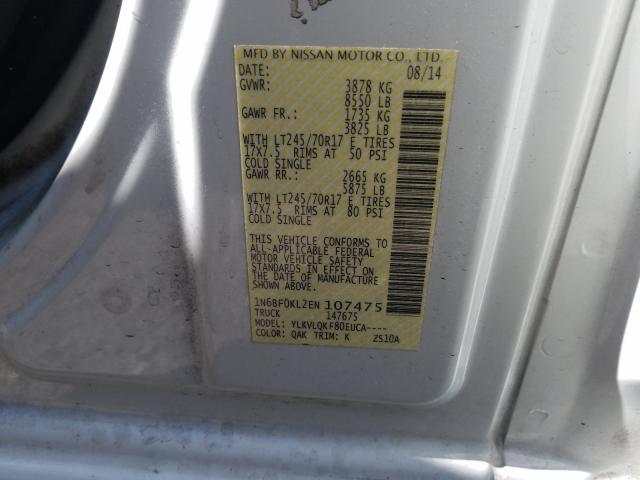 MFD BY NISSAN MOTOR CO., LTD.
DATE: 08/14
GVWR: 3878 KG
8550 LB
GAWR FR.: 1735 KG
3825 LB
WITH LT245/70R17 E TIRES
17X7.5 RIMS AT 50 PSI
COLD SINGLE
GAWR RR.: 2665 KG
5875 LB
WITH LT245/70R17 E TIRES
17X7.5 RIMS AT 80 PSI
COLD SINGLE
THIS VEHICLE CONFORMS TO
ALL-APPLICABLE FEDERAL
MOTOR VEHICLE SAFETY
STANDARDS IN EFFECT ON
THE DATE OF MANUFACTURE
SHOWN ABOVE.
1N6BF0KL2EN 107475
TRUCK 147675
MODEL: YLKVLQKF80EUCA----
COLOR: QAK TRIM: K ZS10A